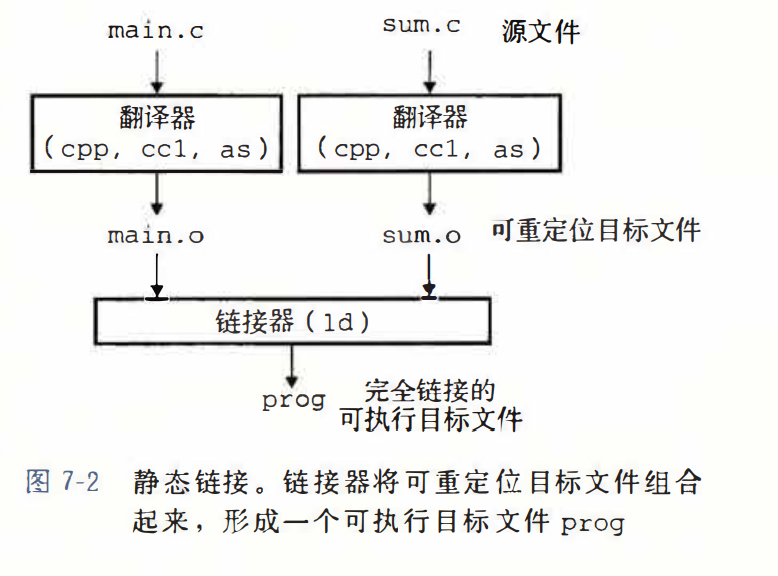 main.c sum.c 源文件
翻译器 翻译器
(cpp, cc1, as) (cpp, cc1, as)
main.o sum.o 可重定位目标文件
链接器(ld)
prog 完全链接的
可执行目标文件
图 7-2 静态链接。链接器将可重定位目标文件组合
起来,形成一个可执行目标文件 prog